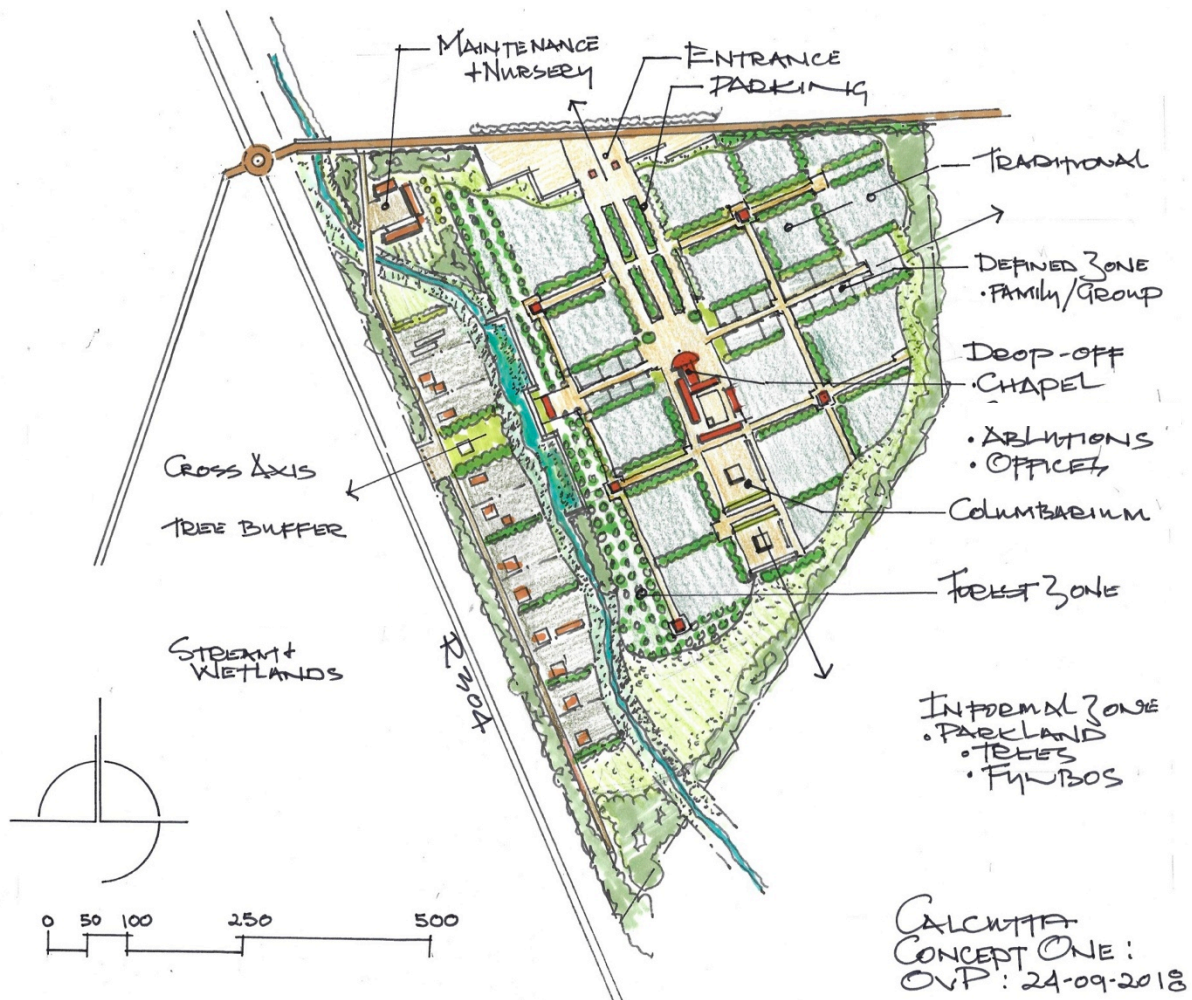 MAINTENANCE
+NURSERY
ENTRANCE
PARKING
TRADITIONAL
DEFINED ZONE
• FAMILY/GROUP
DROP-OFF
• CHAPEL
• ABLUTIONS
• OFFICES
COLUMBARIUM
FOREST ZONE
CROSS AXIS
TREE BUFFER
STREAM +
WETLANDS
R304
INFORMAL ZONE
• PARKLAND
• TREES
• FYNBOS
0 50 100 250 500
CALCUTTA
CONCEPT ONE :
OVP : 24-09-2018